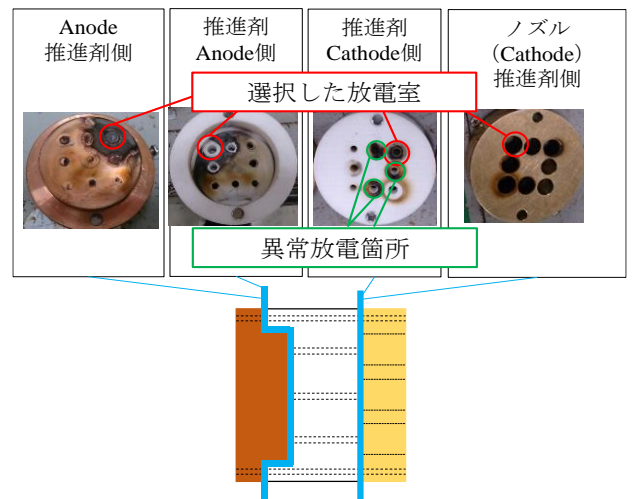 Anode
推進剤側
推進剤
Anode側
推進剤
Cathode側
ノズル
（Cathode）
推進剤側
選択した放電室
異常放電箇所